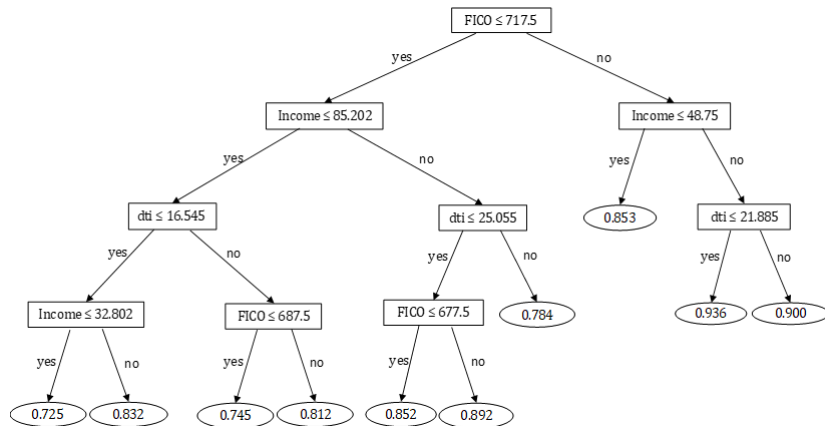 FICO ≤ 717.5
yes
no
Income ≤ 85.202
Income ≤ 48.75
yes
no
yes
no
dti ≤ 16.545
dti ≤ 25.055
0.853
dti ≤ 21.885
yes
no
yes
no
yes
no
Income ≤ 32.802
FICO ≤ 687.5
FICO ≤ 677.5
0.784
0.936
0.900
yes
no
yes
no
yes
no
0.725
0.832
0.745
0.812
0.852
0.892